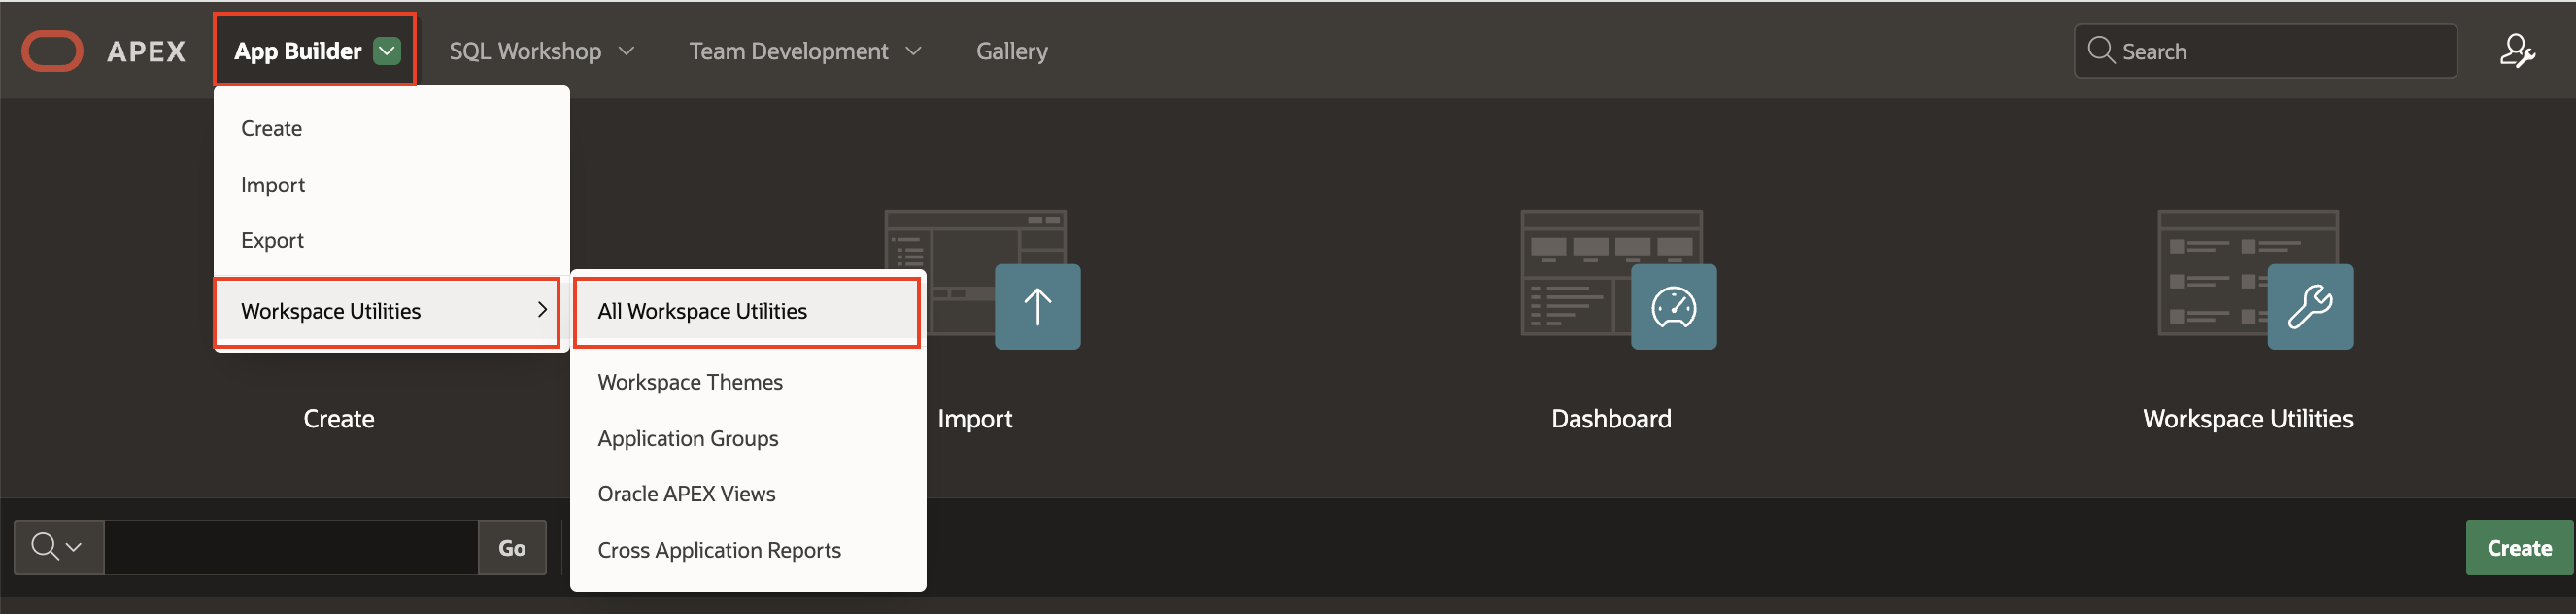 APEX
App Builder
SQL Workshop
Team Development
Gallery
Search
Create
Import
Export
Workspace Utilities
All Workspace Utilities
Workspace Themes
Application Groups
Oracle APEX Views
Cross Application Reports
Create
Import
Dashboard
Workspace Utilities
Go
Create